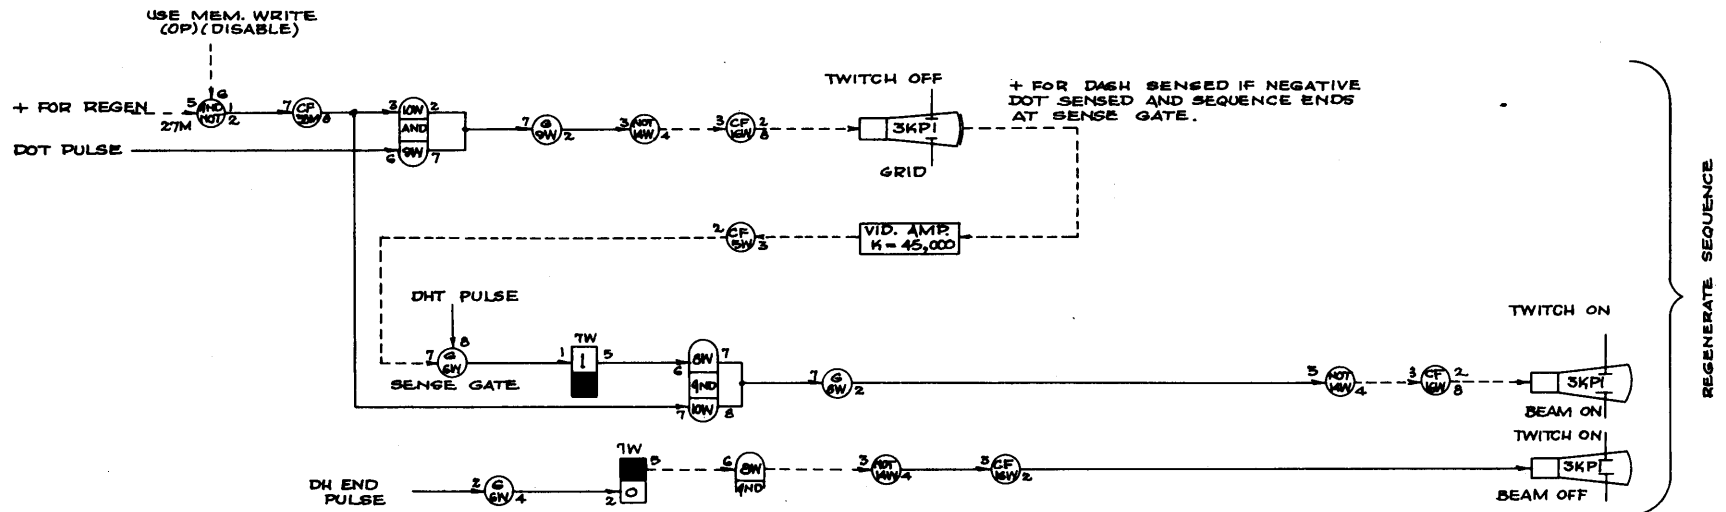 USE MEM. WRITE
(OP)(DISABLE)
+ FOR REGEN
5 6 1 2
27M
AND
NOT
7 CF 8
DOT PULSE
3 10W 2
AND
6 9W 7
7 G 2
9W
3 NOT 4
14W
3 CF 2
16W 8
TWITCH OFF
3KP1
GRID
+ FOR DASH SENSED IF NEGATIVE
DOT SENSED AND SEQUENCE ENDS
AT SENSE GATE.
2 CF 3
5W
VID. AMP.
K=45,000
DHT PULSE
8
7 G
6W
SENSE GATE
7W
1 1 5
6 8W 7
AND
7 10W 8
7 G 2
8W
5 NOT 4
14W
3 CF 2
16W 8
TWITCH ON
3KP1
BEAM ON
DH END
PULSE
2 G 4
6W
7W
5
2 0
6 8W
AND
3 NOT 4
14W
3 CF 2
16W
TWITCH ON
3KP1
BEAM OFF
REGENERATE SEQUENCE